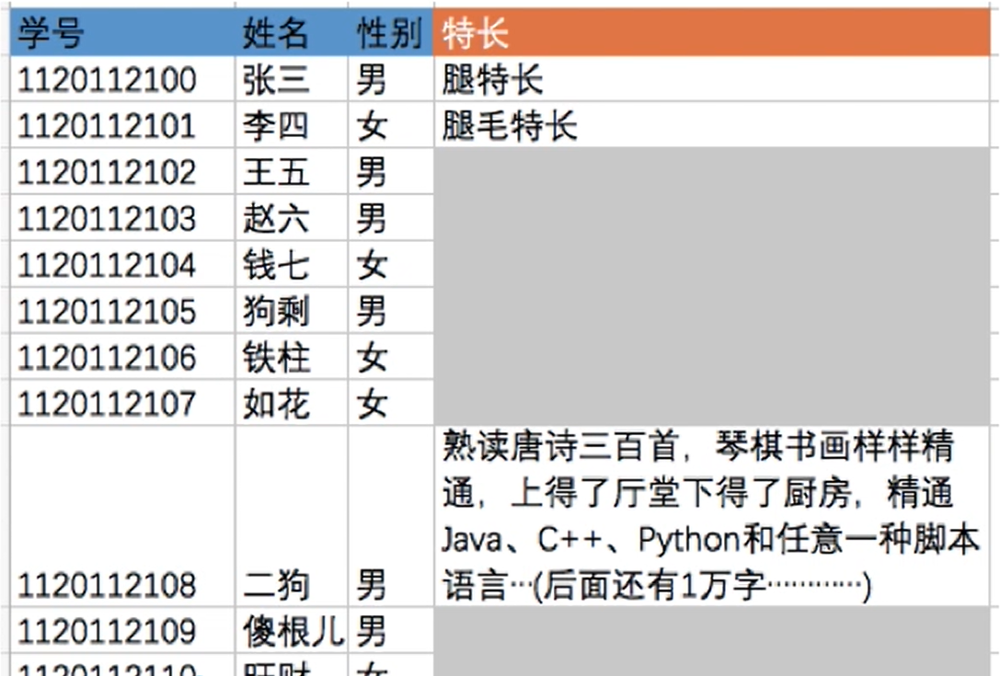 学号 姓名 性别 特长
1120112100 张三 男 腿特长
1120112101 李四 女 腿毛特长
1120112102 王五 男
1120112103 赵六 男
1120112104 钱七 女
1120112105 狗剩 男
1120112106 铁柱 女
1120112107 如花 女
熟读唐诗三百首，琴棋书画样样精
通，上得了厅堂下得了厨房，精通
Java、C++、Python和任意一种脚本
1120112108 二狗 男 语言…(后面还有1万字…………)
1120112109 傻根儿 男
1120112110 旺财 女